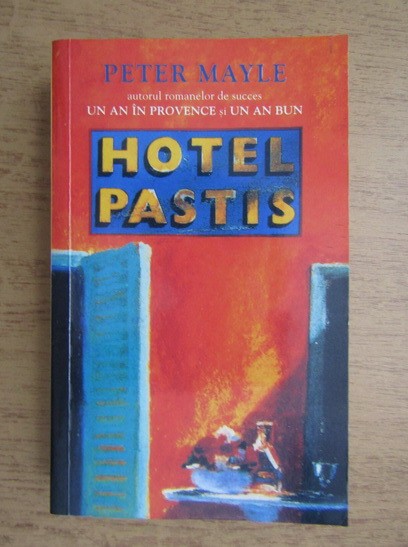 PETER MAYLE
autorul romanelor de succes
UN AN ÎN PROVENCE și UN AN BUN
HOTEL
PASTIS